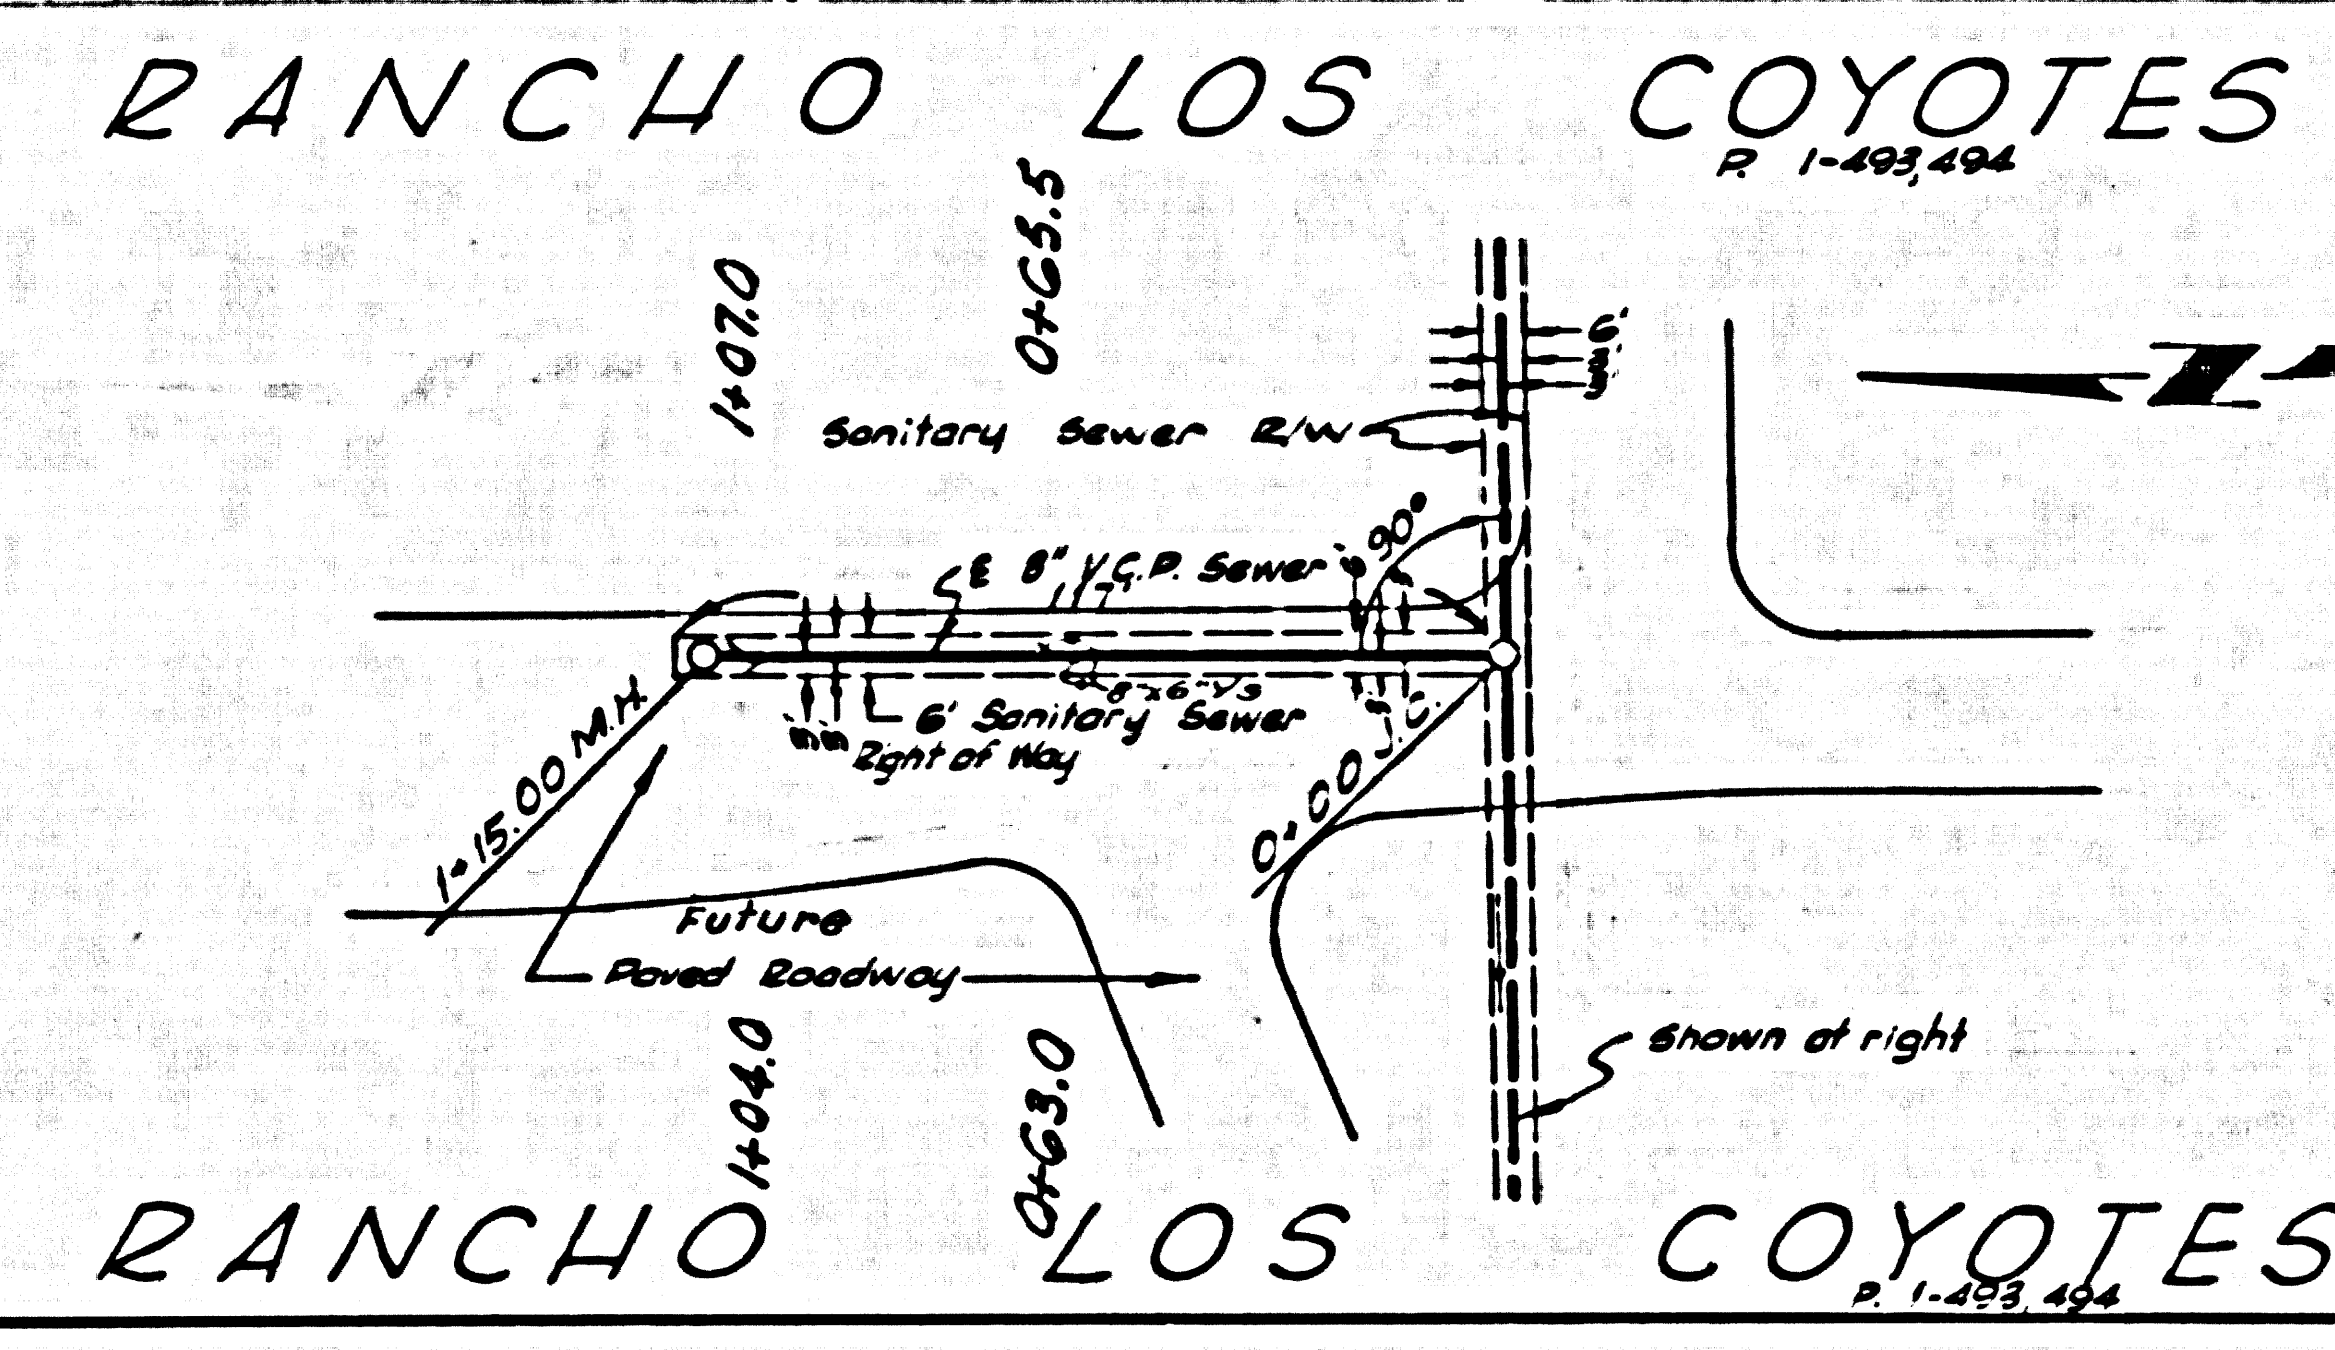 RANCHO LOS COYOTES
P. 1-493,494
0+65.5
1+07.0
6'
3'
3'
Sanitary Sewer R/W
90°
8" V.C.P. Sewer
8"x6" Ys
6' Sanitary Sewer
Right of Way
1+15.00 M.H.
0+00 J.C.
Future
Paved Roadway
Shown at right
1+04.0
0+63.0
RANCHO LOS COYOTES
P. 1-493,494